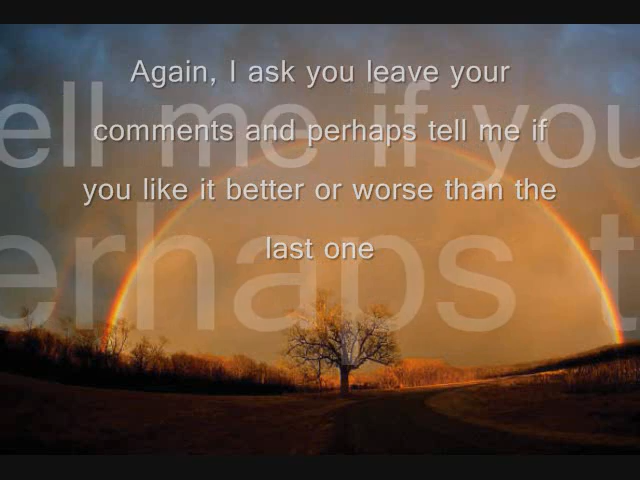 Again, I ask you leave your
ell me if you
comments and perhaps tell me if
you like it better or worse than the
erhaps t
last one